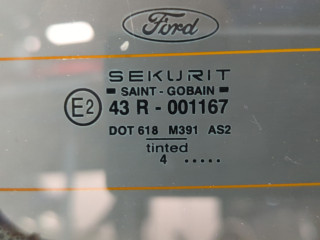 Ford
SEKURIT
SAINT - GOBAIN
E2 43 R - 001167
DOT 618 M391 AS2
tinted
4 .....